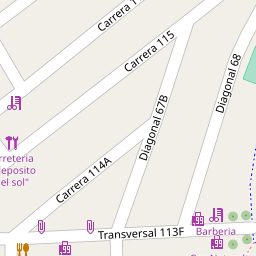 Carrera 1
Carrera 115
Diagonal 68
Diagonal 67B
rreteria
eposito
el sol"
Carrera 114A
Transversal 113F
Barberia